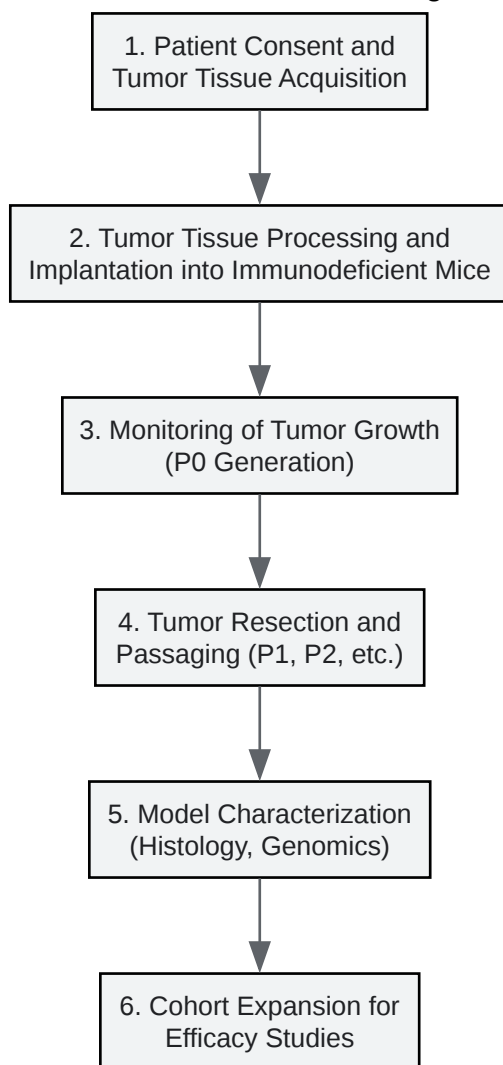 1. Patient Consent and
Tumor Tissue Acquisition
2. Tumor Tissue Processing and
Implantation into Immunodeficient Mice
3. Monitoring of Tumor Growth
(P0 Generation)
4. Tumor Resection and
Passaging (P1, P2, etc.)
5. Model Characterization
(Histology, Genomics)
6. Cohort Expansion for
Efficacy Studies